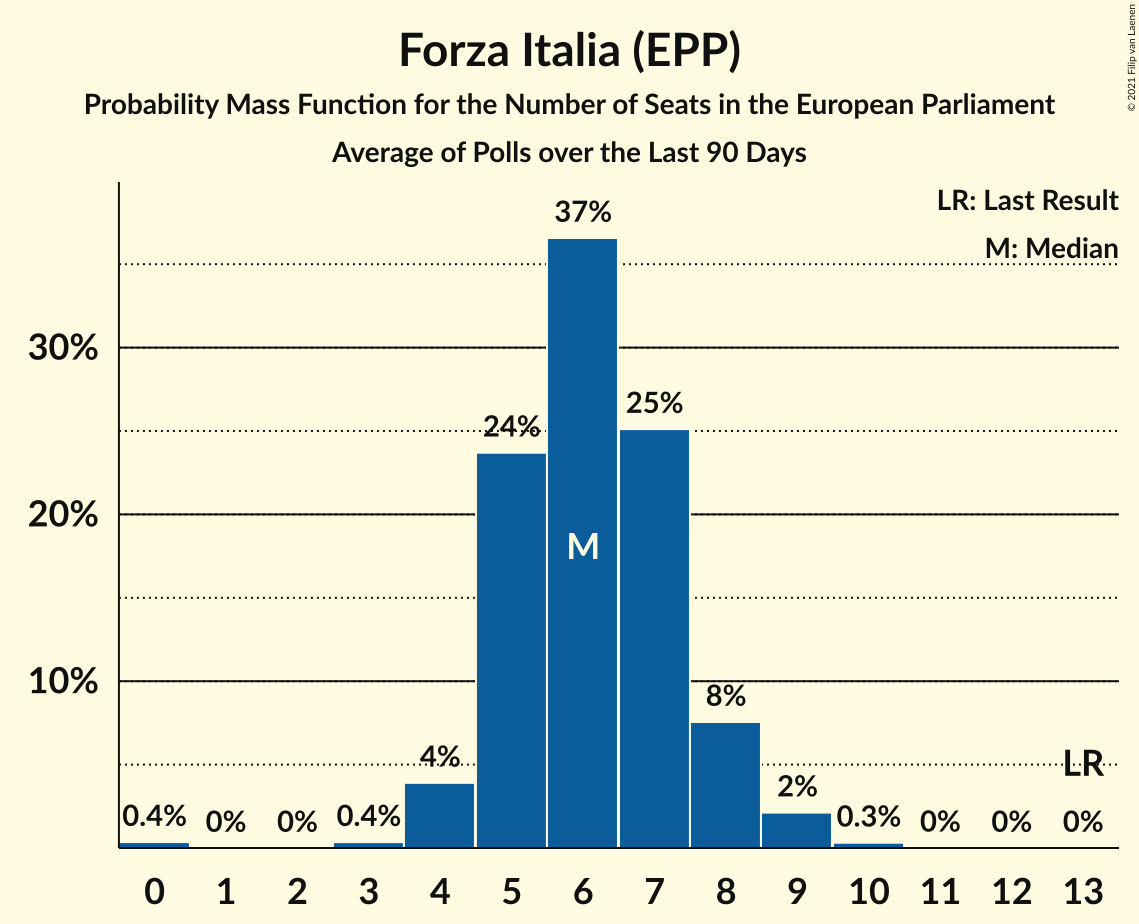 Forza Italia (EPP)
Probability Mass Function for the Number of Seats in the European Parliament
Average of Polls over the Last 90 Days
© 2021 Filip van Laenen
LR: Last Result
M: Median
37%
30%
25%
24%
20%
M
10%
8%
4%
LR
2%
0.4% 0% 0% 0.4% 0.3% 0% 0% 0%
0 1 2 3 4 5 6 7 8 9 10 11 12 13